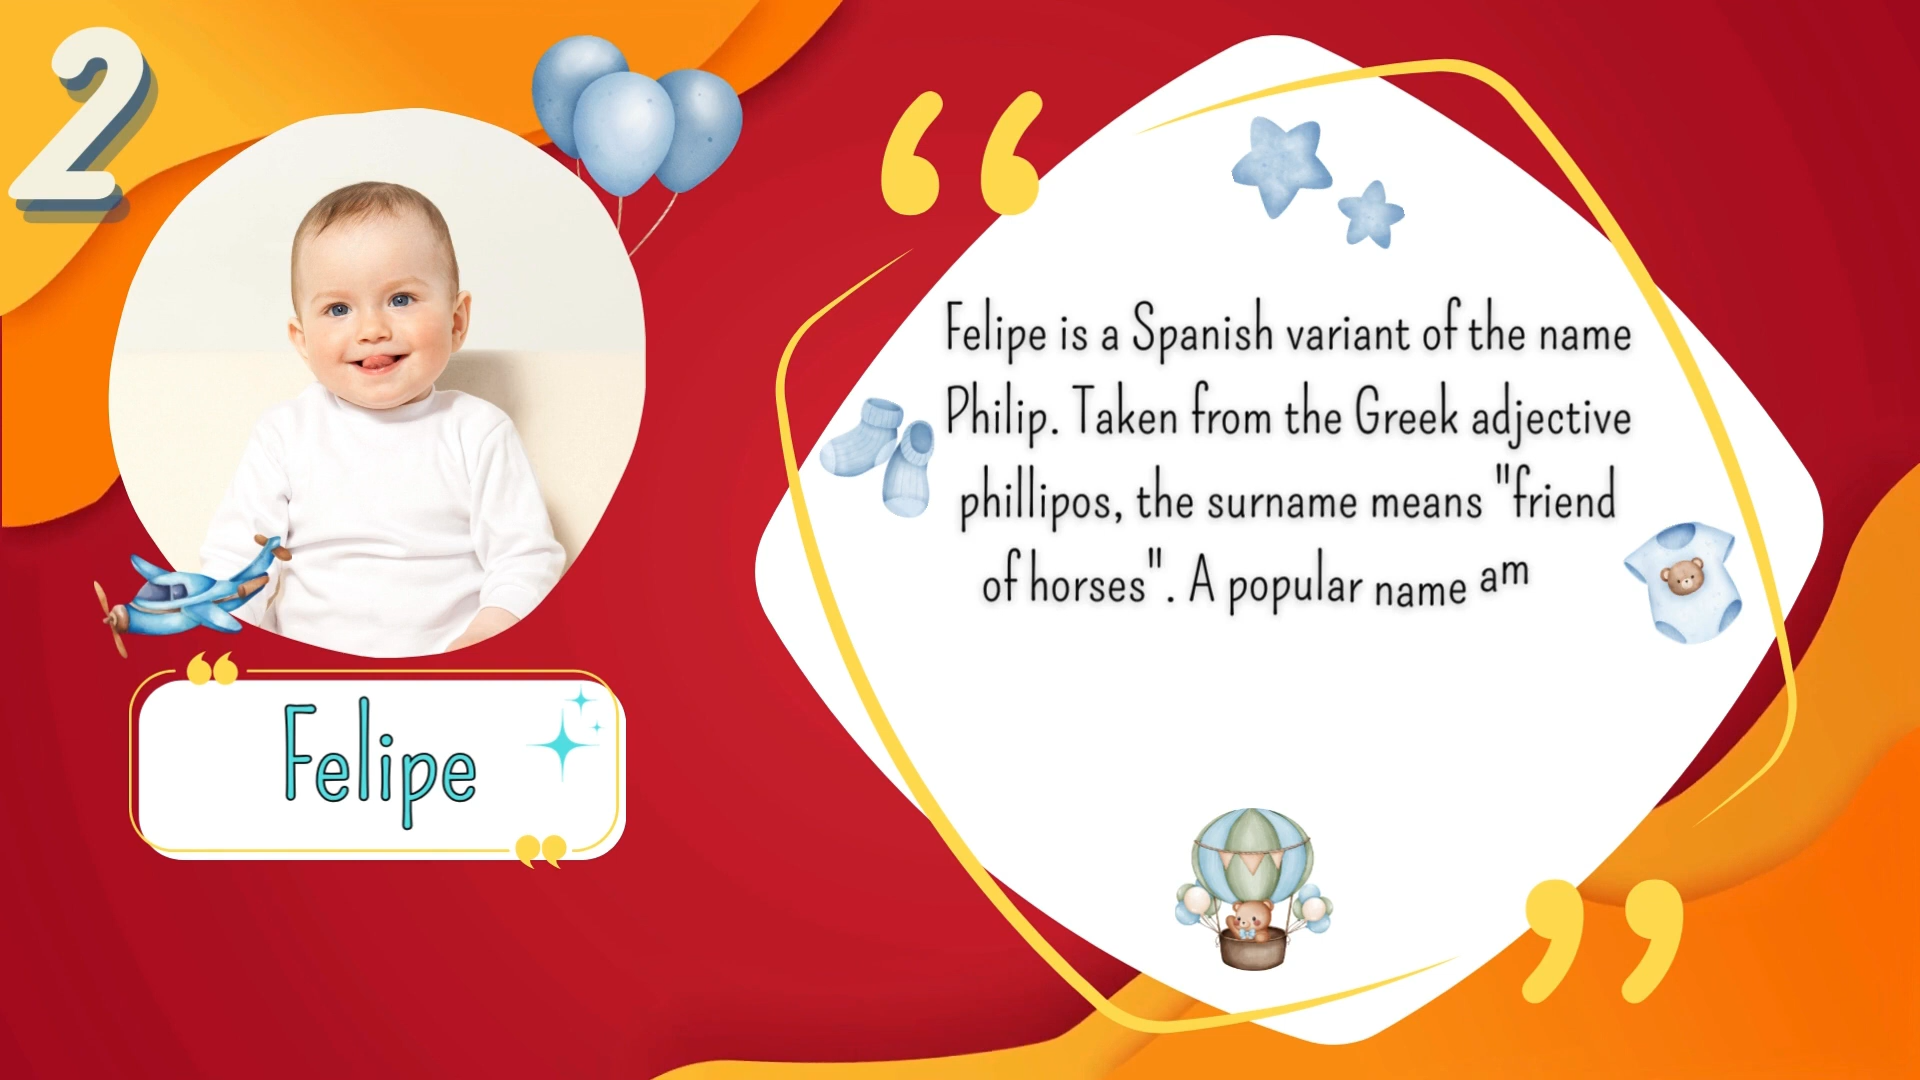 2
Felipe
Felipe is a Spanish variant of the name
Philip. Taken from the Greek adjective
phillipos, the surname means "friend
of horses". A popular name am